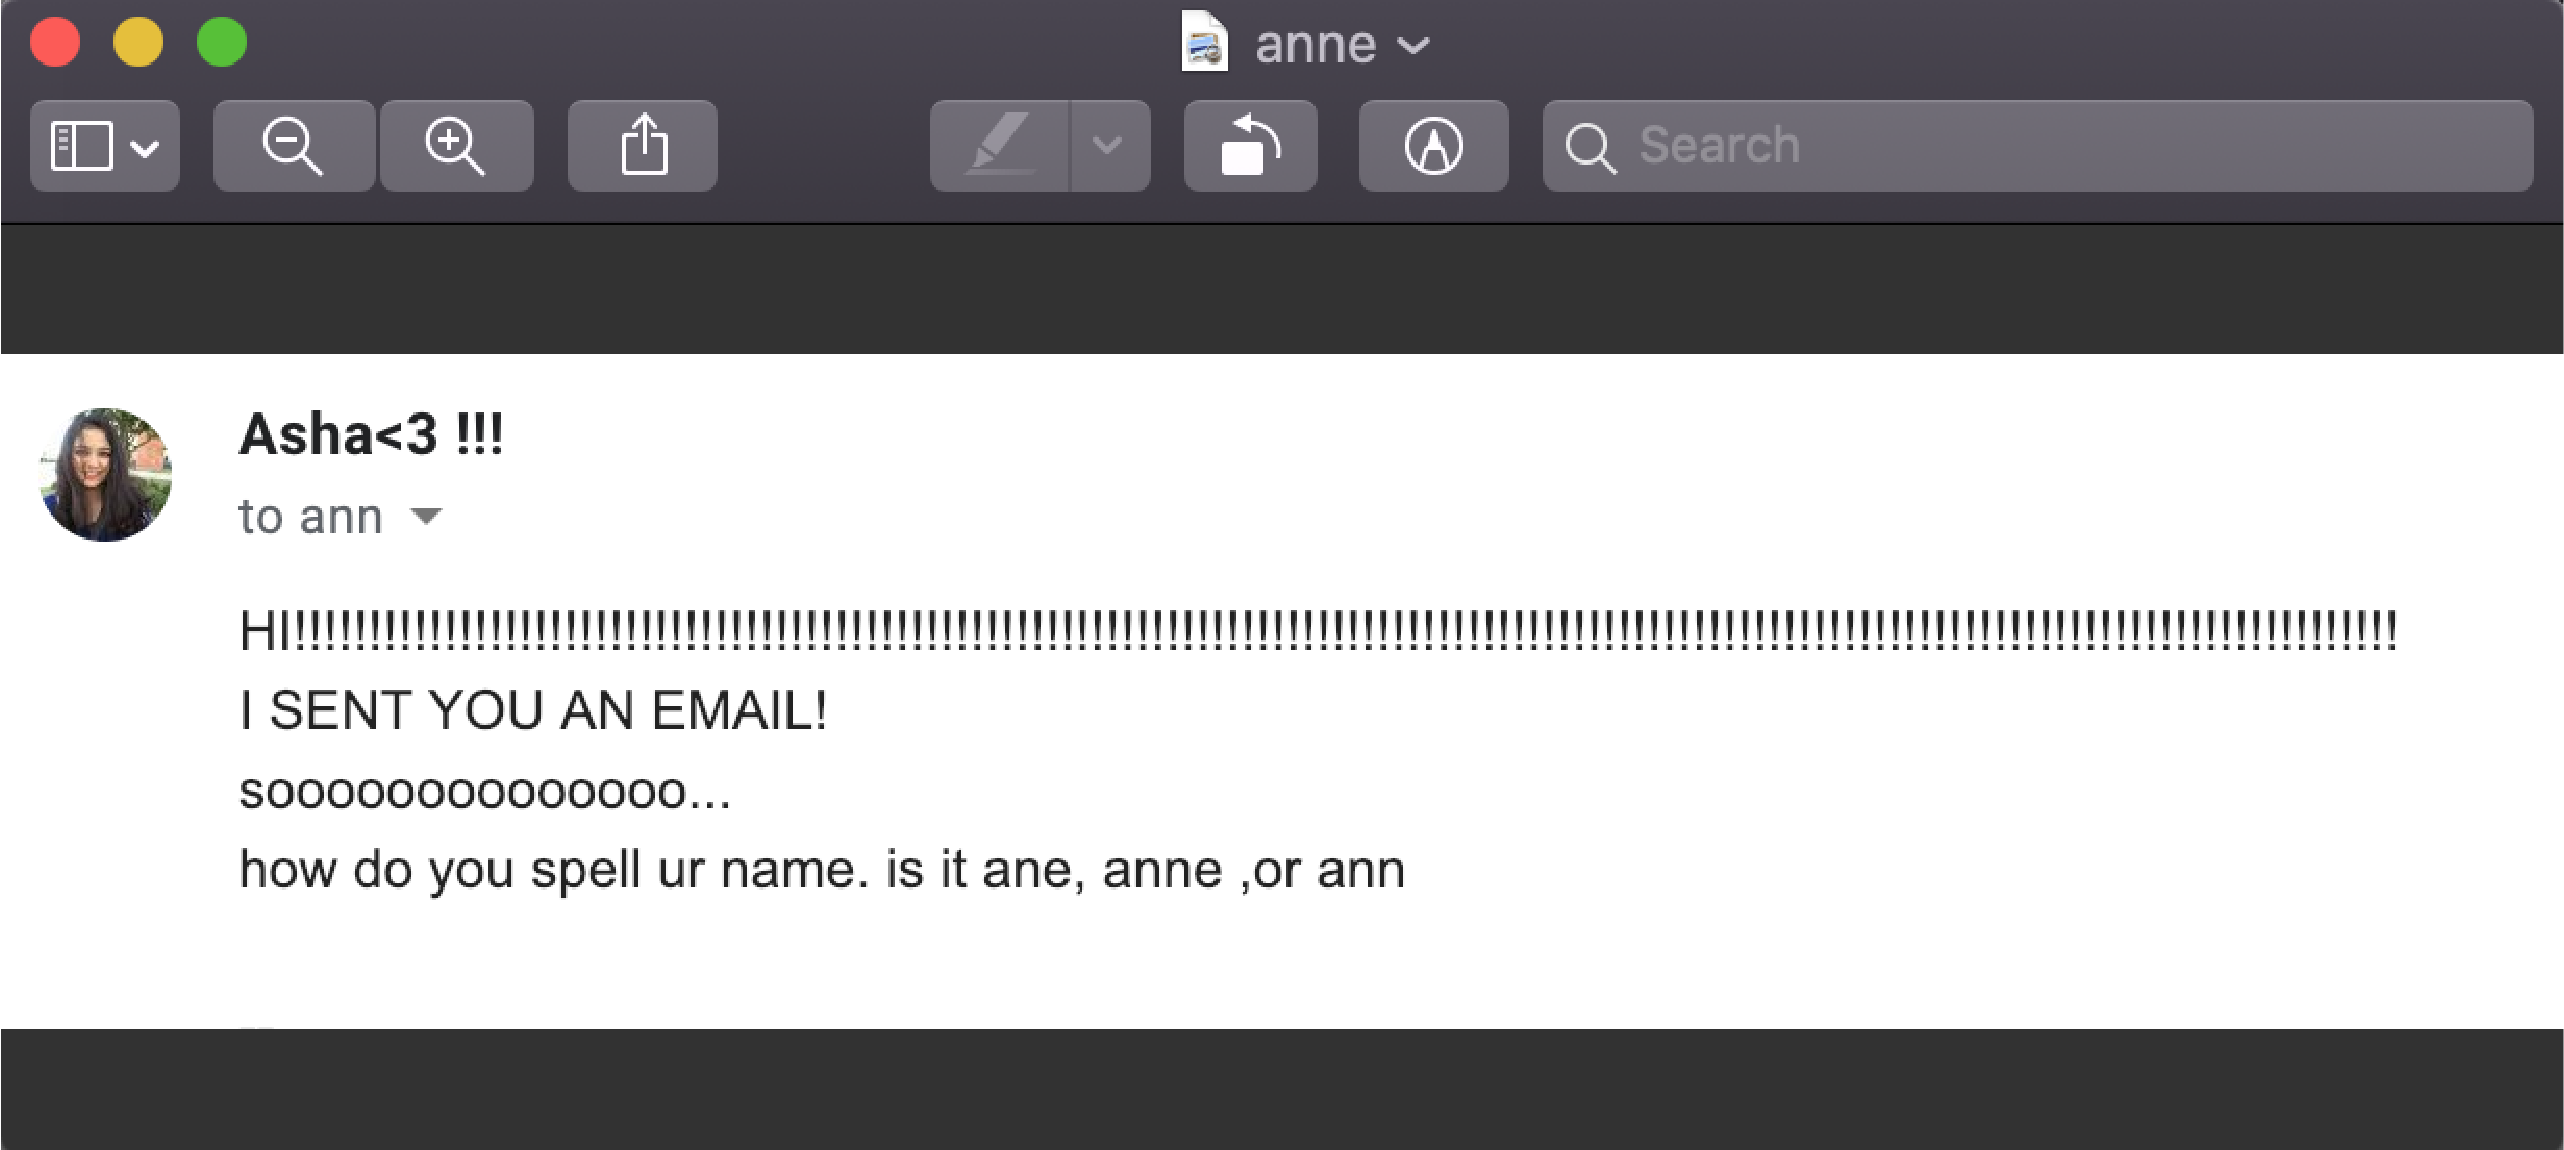 anne
Search
Asha<3 !!!
to ann
HI!!!!!!!!!!!!!!!!!!!!!!!!!!!!!!!!!!!!!!!!!!!!!!!!!!!!!!!!!!!!!!!!!!!!!!!!!!!!!!!!!!!!!!!!!!!!!!!!!!!!!!!!!!!!!!!!!!!!!!!!!!!!!!!!!!!!!!!!!!!!
I SENT YOU AN EMAIL!
soooooooooooooo...
how do you spell ur name. is it ane, anne ,or ann